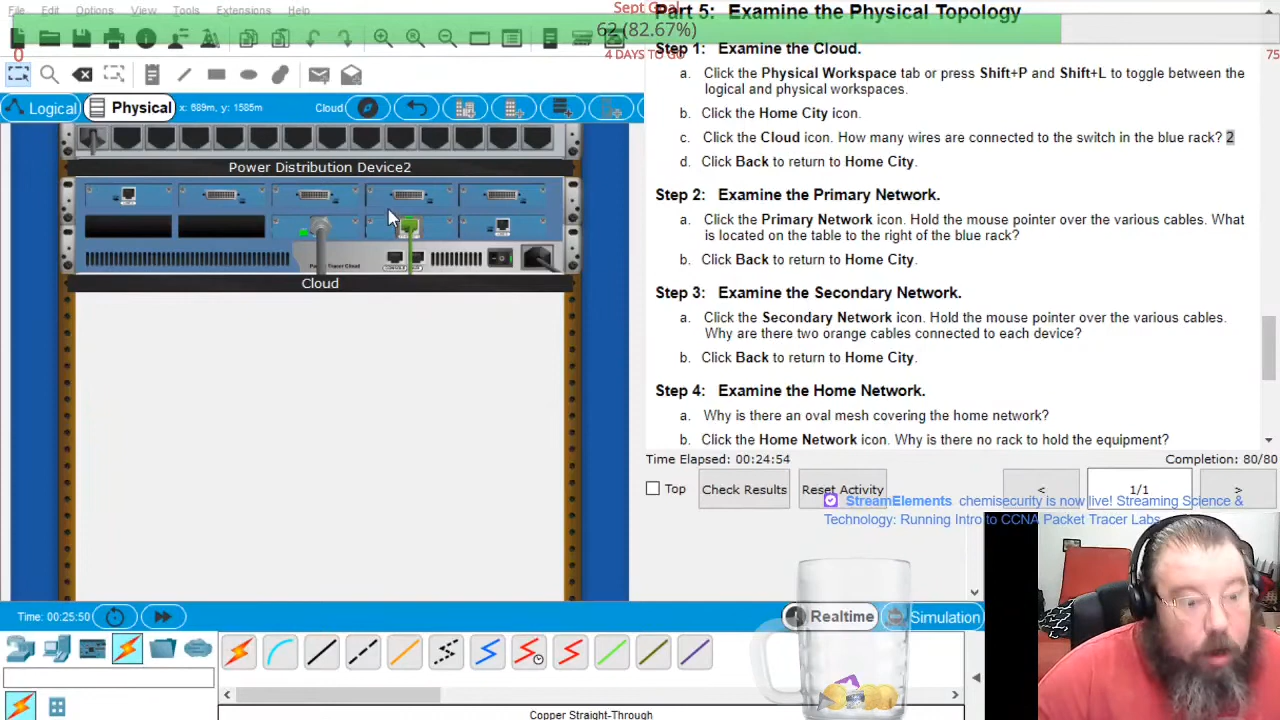 File Edit Options View Tools Extensions Help
Sept Goal
62 (82.67%)
4 DAYS TO GO
0
75
Logical
Physical
x: 689m, y: 1585m
Cloud
Power Distribution Device2
Cloud
Part 5: Examine the Physical Topology
Step 1: Examine the Cloud.
a. Click the Physical Workspace tab or press Shift+P and Shift+L to toggle between the
logical and physical workspaces.
b. Click the Home City icon.
c. Click the Cloud icon. How many wires are connected to the switch in the blue rack? 2
d. Click Back to return to Home City.
Step 2: Examine the Primary Network.
a. Click the Primary Network icon. Hold the mouse pointer over the various cables. What
is located on the table to the right of the blue rack?
b. Click Back to return to Home City.
Step 3: Examine the Secondary Network.
a. Click the Secondary Network icon. Hold the mouse pointer over the various cables.
Why are there two orange cables connected to each device?
b. Click Back to return to Home City.
Step 4: Examine the Home Network.
a. Why is there an oval mesh covering the home network?
b. Click the Home Network icon. Why is there no rack to hold the equipment?
Time Elapsed: 00:24:54
Completion: 80/80
Top
Check Results
Reset Activity
<
1/1
>
StreamElements chemisecurity is now live! Streaming Science &
Technology: Running Intro to CCNA Packet Tracer Labs
Time: 00:25:50
Realtime
Simulation
Copper Straight-Through